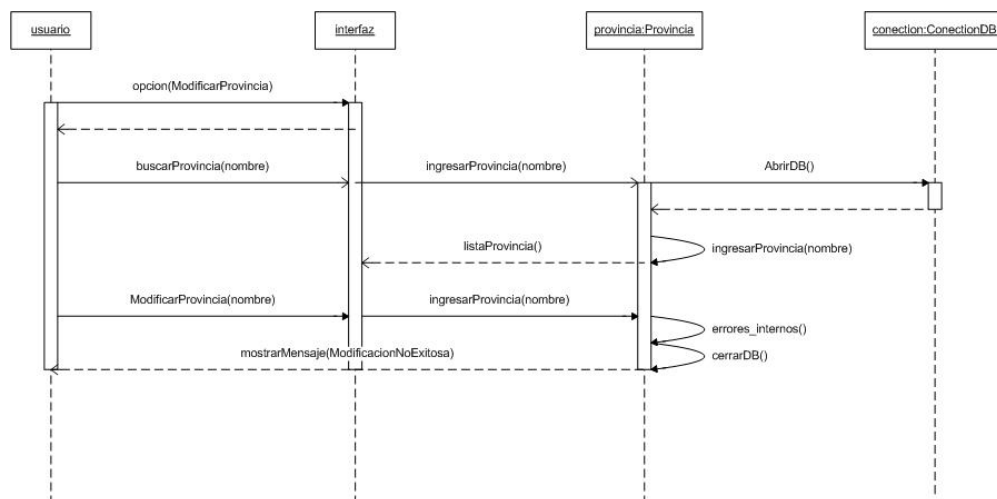 usuario
interfaz
provincia:Provincia
conection:ConectionDB
opcion(ModificarProvincia)
buscarProvincia(nombre)
ingresarProvincia(nombre)
AbrirDB()
listaProvincia()
ingresarProvincia(nombre)
ModificarProvincia(nombre)
ingresarProvincia(nombre)
errores_internos()
mostrarMensaje(ModificacionNoExitosa)
cerrarDB()